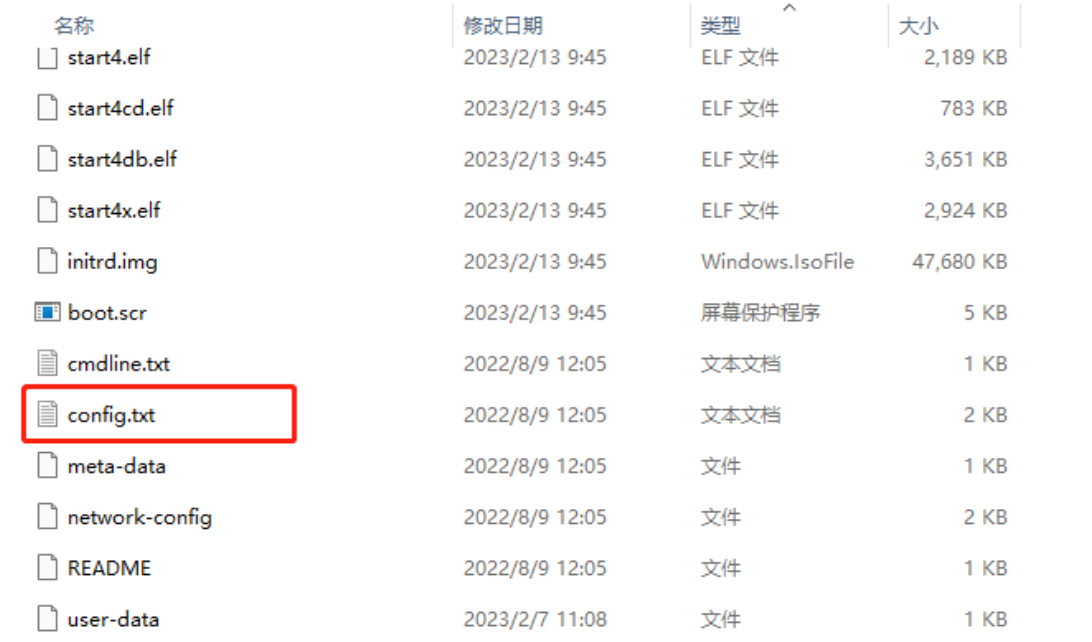 名称 修改日期 类型 大小
start4.elf 2023/2/13 9:45 ELF 文件 2,189 KB
start4cd.elf 2023/2/13 9:45 ELF 文件 783 KB
start4db.elf 2023/2/13 9:45 ELF 文件 3,651 KB
start4x.elf 2023/2/13 9:45 ELF 文件 2,924 KB
initrd.img 2023/2/13 9:45 Windows.IsoFile 47,680 KB
boot.scr 2023/2/13 9:45 屏幕保护程序 5 KB
cmdline.txt 2022/8/9 12:05 文本文档 1 KB
config.txt 2022/8/9 12:05 文本文档 2 KB
meta-data 2022/8/9 12:05 文件 1 KB
network-config 2022/8/9 12:05 文件 2 KB
README 2022/8/9 12:05 文件 1 KB
user-data 2023/2/7 11:08 文件 1 KB